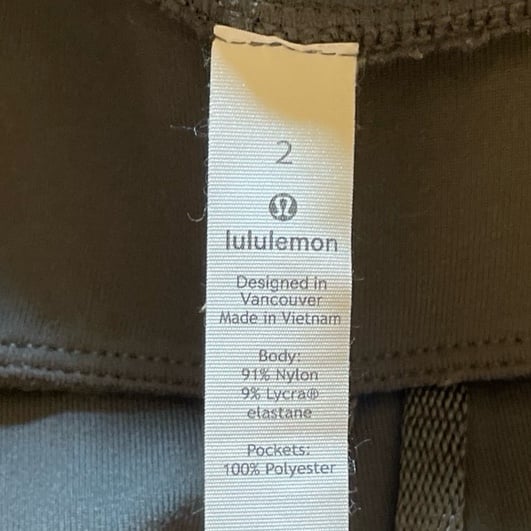 2
lululemon
Designed in
Vancouver
Made in Vietnam
Body:
91% Nylon
9% Lycra®
elastane
Pockets:
100% Polyester